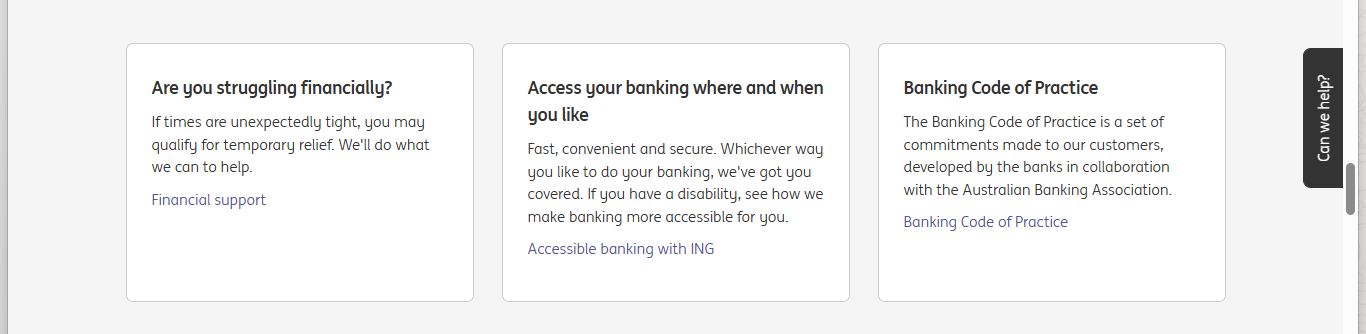 Are you struggling financially?
If times are unexpectedly tight, you may
qualify for temporary relief. We'll do what
we can to help.
Financial support
Access your banking where and when
you like
Fast, convenient and secure. Whichever way
you like to do your banking, we've got you
covered. If you have a disability, see how we
make banking more accessible for you.
Accessible banking with ING
Banking Code of Practice
The Banking Code of Practice is a set of
commitments made to our customers,
developed by the banks in collaboration
with the Australian Banking Association.
Banking Code of Practice
Can we help?